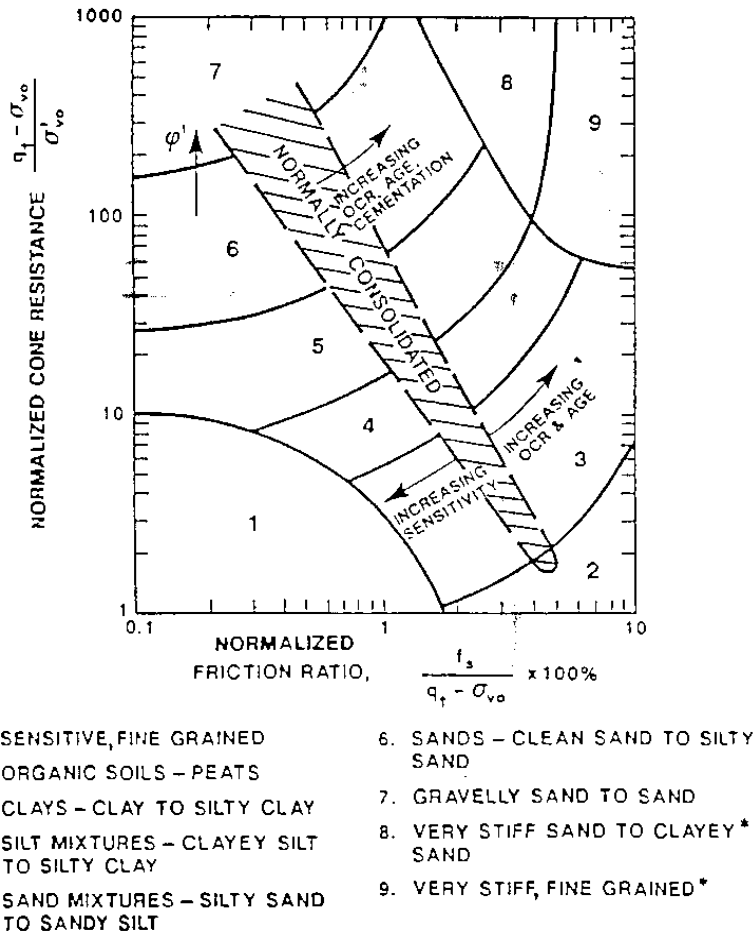 1000
100
10
1
NORMALIZED CONE RESISTANCE (q_t - σ_vo) / σ'_vo
7
8
9
φ'
6
5
4
3
1
2
NORMALLY CONSOLIDATED
INCREASING
OCR, AGE,
CEMENTATION
INCREASING
OCR & AGE
INCREASING
SENSITIVITY
0.1
1
10
NORMALIZED
FRICTION RATIO, f_s / (q_t - σ_vo) x 100%
SENSITIVE, FINE GRAINED
ORGANIC SOILS – PEATS
CLAYS – CLAY TO SILTY CLAY
SILT MIXTURES – CLAYEY SILT
TO SILTY CLAY
SAND MIXTURES – SILTY SAND
TO SANDY SILT
6. SANDS – CLEAN SAND TO SILTY
SAND
7. GRAVELLY SAND TO SAND
8. VERY STIFF SAND TO CLAYEY*
SAND
9. VERY STIFF, FINE GRAINED*